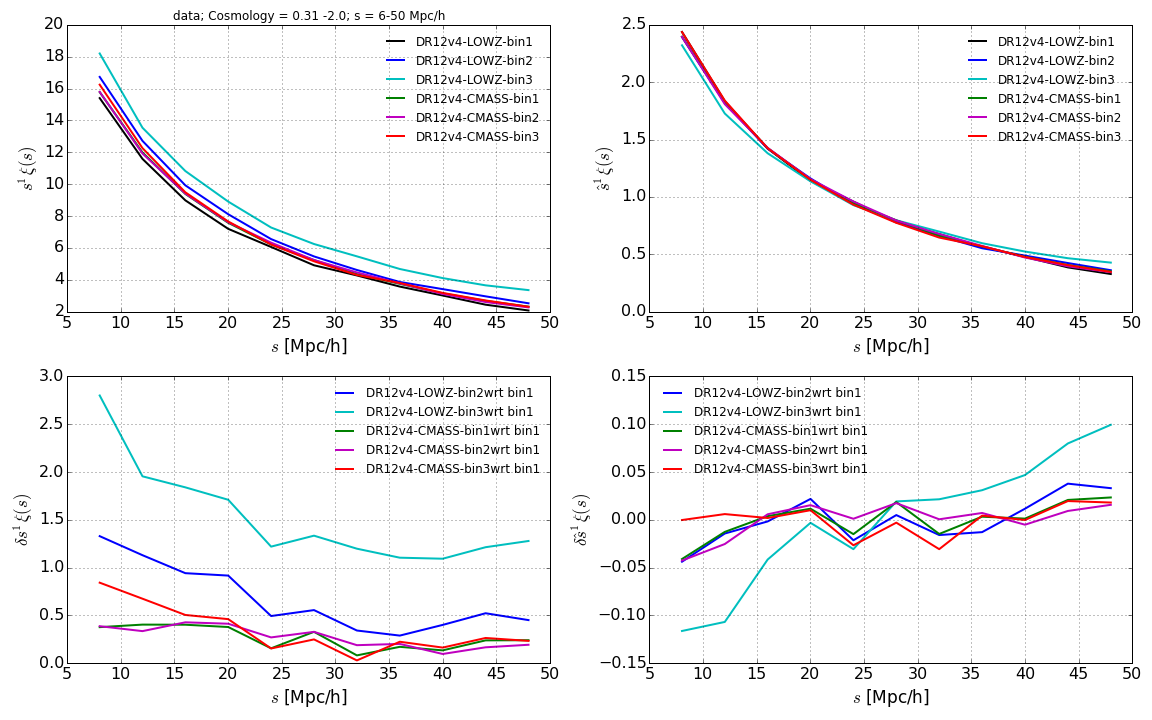 data; Cosmology = 0.31 -2.0; s = 6-50 Mpc/h
20
18
16
14
12
10
8
6
4
2
s¹ ξ(s)
5 10 15 20 25 30 35 40 45 50
s [Mpc/h]
DR12v4-LOWZ-bin1
DR12v4-LOWZ-bin2
DR12v4-LOWZ-bin3
DR12v4-CMASS-bin1
DR12v4-CMASS-bin2
DR12v4-CMASS-bin3
2.5
2.0
1.5
1.0
0.5
0.0
ŝ¹ ξ(s)
5 10 15 20 25 30 35 40 45 50
s [Mpc/h]
DR12v4-LOWZ-bin1
DR12v4-LOWZ-bin2
DR12v4-LOWZ-bin3
DR12v4-CMASS-bin1
DR12v4-CMASS-bin2
DR12v4-CMASS-bin3
3.0
2.5
2.0
1.5
1.0
0.5
0.0
δs¹ ξ(s)
5 10 15 20 25 30 35 40 45 50
s [Mpc/h]
DR12v4-LOWZ-bin2wrt bin1
DR12v4-LOWZ-bin3wrt bin1
DR12v4-CMASS-bin1wrt bin1
DR12v4-CMASS-bin2wrt bin1
DR12v4-CMASS-bin3wrt bin1
0.15
0.10
0.05
0.00
−0.05
−0.10
−0.15
δŝ¹ ξ(s)
5 10 15 20 25 30 35 40 45 50
s [Mpc/h]
DR12v4-LOWZ-bin2wrt bin1
DR12v4-LOWZ-bin3wrt bin1
DR12v4-CMASS-bin1wrt bin1
DR12v4-CMASS-bin2wrt bin1
DR12v4-CMASS-bin3wrt bin1